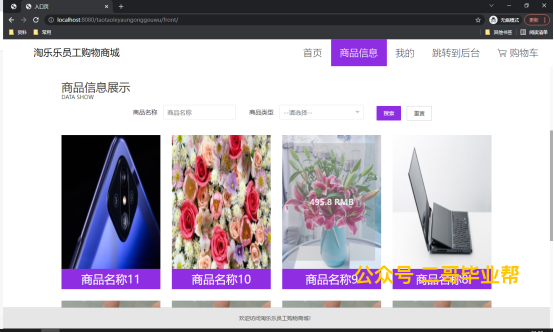 入口页
localhost:8080/taotaoleyaungonggouwu/front/
无痕模式
更新
资料
常用
其他书签
阅读清单
淘乐乐员工购物商城
首页
商品信息
我的
跳转到后台
购物车
商品信息展示
DATA SHOW
商品名称
商品名称
商品类型
--请选择--
搜索
重置
495.8 RMB
商品名称11
商品名称10
商品名称9
商品名称8
公众号 二哥毕业帮
欢迎访问淘乐乐员工购物商城!